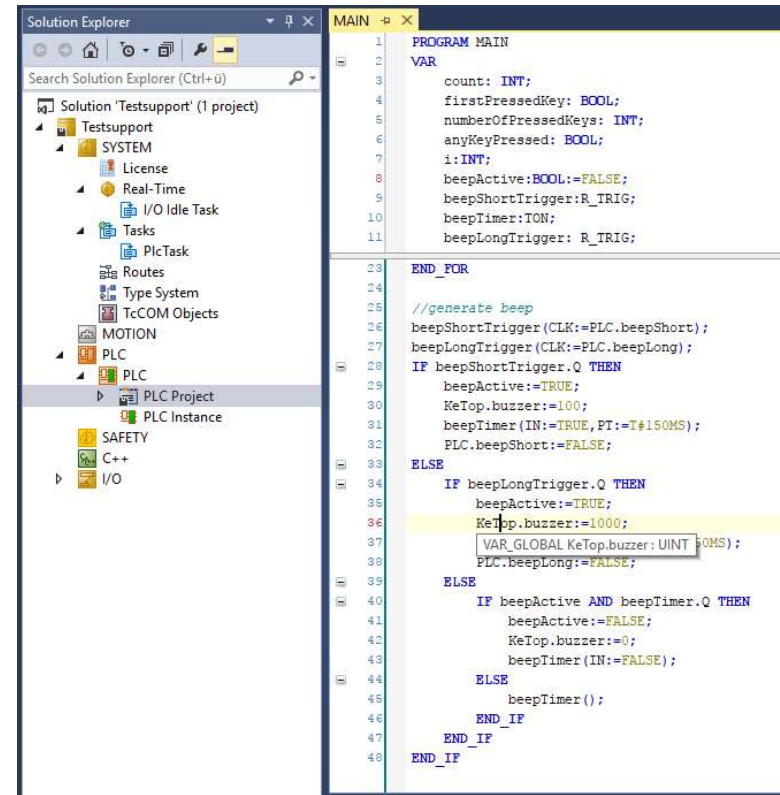 Solution Explorer
Search Solution Explorer (Ctrl+ü)
Solution 'Testsupport' (1 project)
Testsupport
SYSTEM
License
Real-Time
I/O Idle Task
Tasks
PlcTask
Routes
Type System
TcCOM Objects
MOTION
PLC
PLC
PLC Project
PLC Instance
SAFETY
C++
I/O
MAIN
1 PROGRAM MAIN
2 VAR
3 count: INT;
4 firstPressedKey: BOOL;
5 numberOfPressedKeys: INT;
6 anyKeyPressed: BOOL;
7 i:INT;
8 beepActive:BOOL:=FALSE;
9 beepShortTrigger:R_TRIG;
10 beepTimer:TON;
11 beepLongTrigger: R_TRIG;
23 END_FOR
24
25 //generate beep
26 beepShortTrigger(CLK:=PLC.beepShort);
27 beepLongTrigger(CLK:=PLC.beepLong);
28 IF beepShortTrigger.Q THEN
29 beepActive:=TRUE;
30 KeTop.buzzer:=100;
31 beepTimer(IN:=TRUE,PT:=T#150MS);
32 PLC.beepShort:=FALSE;
33 ELSE
34 IF beepLongTrigger.Q THEN
35 beepActive:=TRUE;
36 KeTop.buzzer:=1000;
37 VAR_GLOBAL KeTop.buzzer : UINT 0MS);
38 PLC.beepLong:=FALSE;
39 ELSE
40 IF beepActive AND beepTimer.Q THEN
41 beepActive:=FALSE;
42 KeTop.buzzer:=0;
43 beepTimer(IN:=FALSE);
44 ELSE
45 beepTimer();
46 END_IF
47 END_IF
48 END_IF